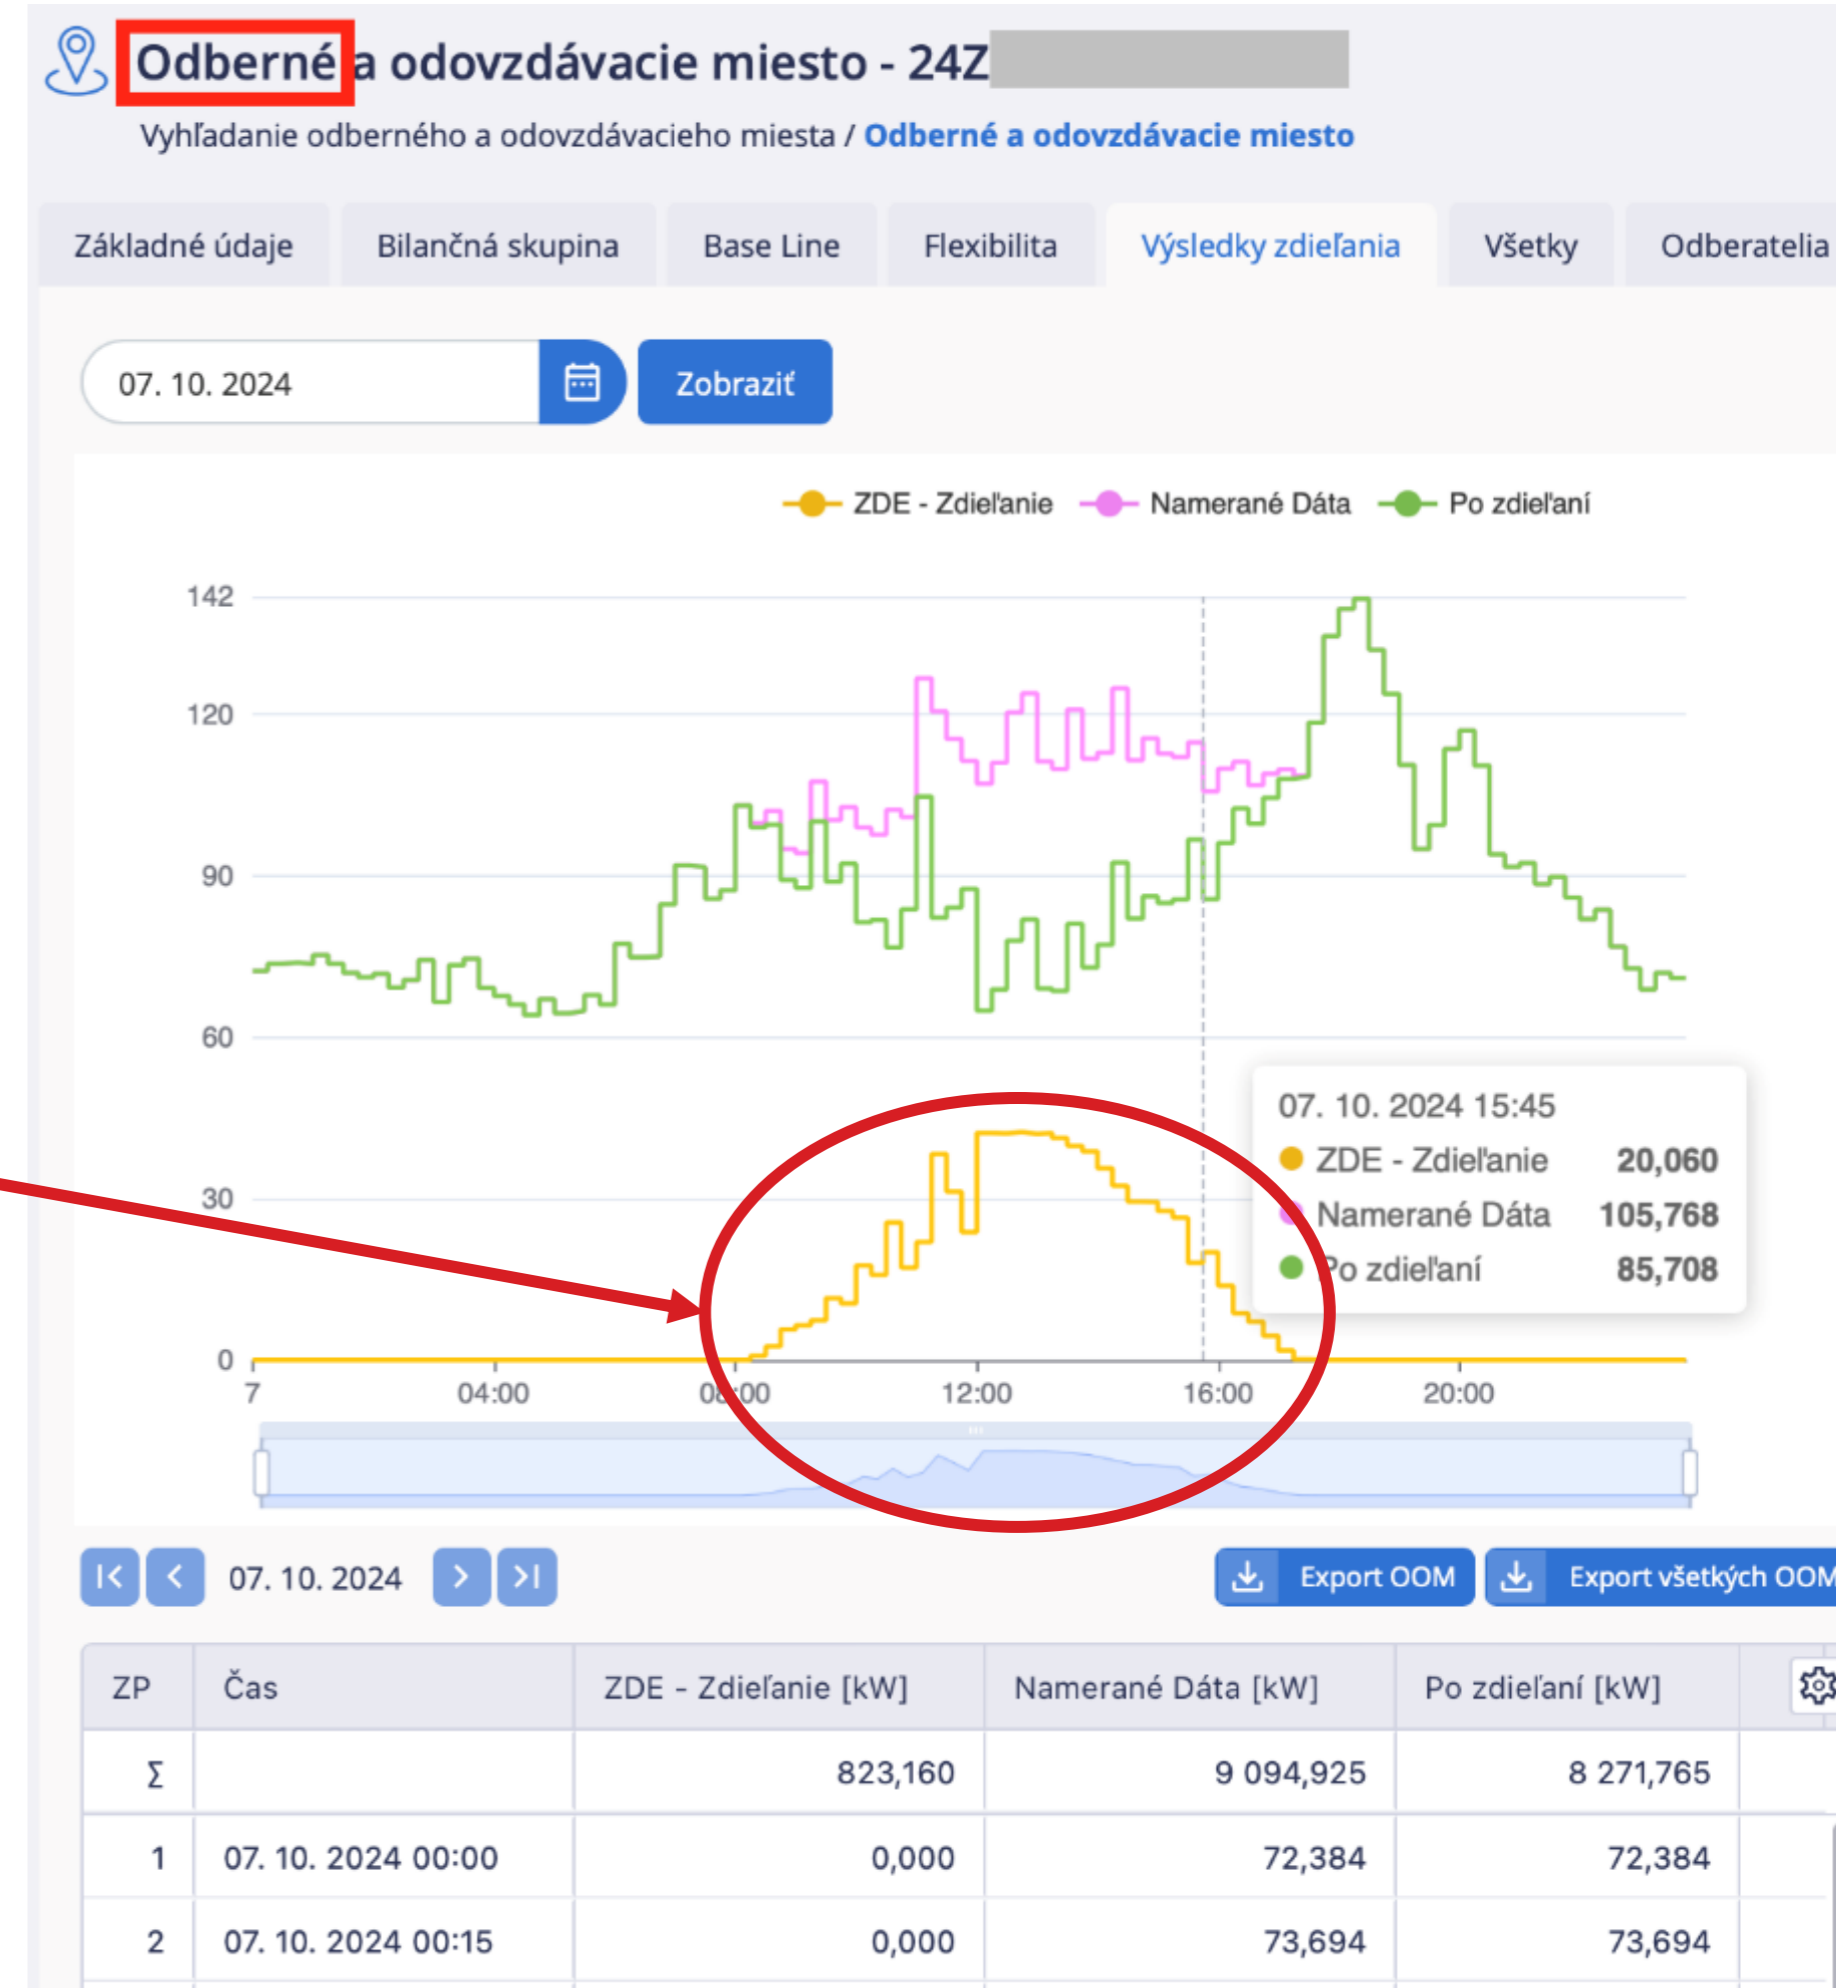 Odberné a odovzdávacie miesto - 24Z
Vyhľadanie odberného a odovzdávacieho miesta / Odberné a odovzdávacie miesto
Základné údaje Bilančná skupina Base Line Flexibilita Výsledky zdieľania Všetky Odberatelia
07. 10. 2024 Zobraziť
ZDE - Zdieľanie Namerané Dáta Po zdieľaní
142
120
90
60
30
0
7 04:00 08:00 12:00 16:00 20:00
07. 10. 2024 15:45
ZDE - Zdieľanie 20,060
Namerané Dáta 105,768
Po zdieľaní 85,708
07. 10. 2024 Export OOM Export všetkých OOM
ZP Čas ZDE - Zdieľanie [kW] Namerané Dáta [kW] Po zdieľaní [kW]
Σ 823,160 9 094,925 8 271,765
1 07. 10. 2024 00:00 0,000 72,384 72,384
2 07. 10. 2024 00:15 0,000 73,694 73,694